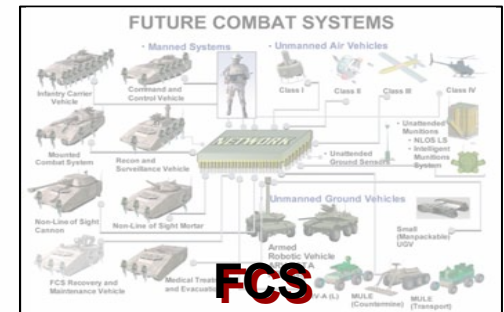 FUTURE COMBAT SYSTEMS
• Manned Systems
• Unmanned Air Vehicles
Infantry Carrier
Vehicle
Command and
Control Vehicle
Class I
Class II
Class III
Class IV
Mounted
Combat System
Recon and
Surveillance Vehicle
NETWORK
• Unattended
Ground Sensors
• Unattended
Munitions
• NLOS LS
• Intelligent
Munitions
System
Non-Line of Sight
Cannon
Non-Line of Sight Mortar
Unmanned Ground Vehicles
Armed
Robotic Vehicle
Small
(Manpackable)
UGV
FCS Recovery and
Maintenance Vehicle
Medical
and
FCS
(L)
MULE
(Countermine)
MULE
(Transport)